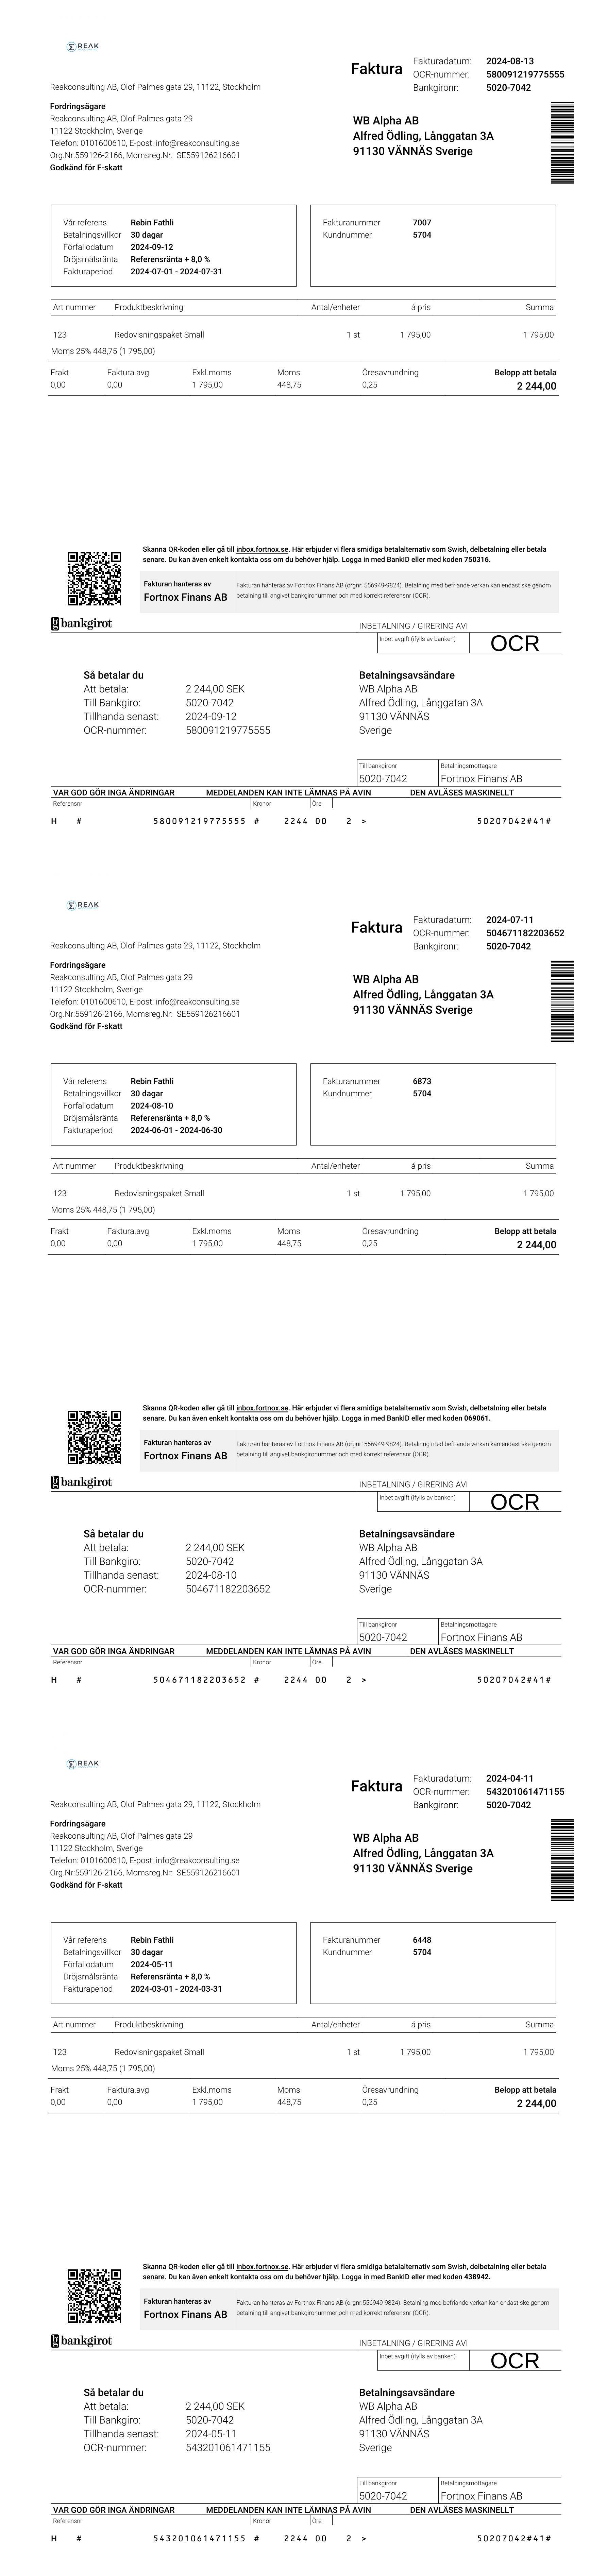 REAK
Faktura
Fakturadatum: 2024-08-13
OCR-nummer: 580091219775555
Bankgironr: 5020-7042
Reakconsulting AB, Olof Palmes gata 29, 11122, Stockholm
Fordringsägare
Reakconsulting AB, Olof Palmes gata 29
11122 Stockholm, Sverige
Telefon: 0101600610, E-post: info@reakconsulting.se
Org.Nr:559126-2166, Momsreg.Nr: SE559126216601
Godkänd för F-skatt
WB Alpha AB
Alfred Ödling, Långgatan 3A
91130 VÄNNÄS Sverige
Vår referens Rebin Fathli
Betalningsvillkor 30 dagar
Förfallodatum 2024-09-12
Dröjsmålsränta Referensränta + 8,0 %
Fakturaperiod 2024-07-01 - 2024-07-31
Fakturanummer 7007
Kundnummer 5704
Art nummer Produktbeskrivning Antal/enheter á pris Summa
123 Redovisningspaket Small 1 st 1 795,00 1 795,00
Moms 25% 448,75 (1 795,00)
Frakt Faktura.avg Exkl.moms Moms Öresavrundning Belopp att betala
0,00 0,00 1 795,00 448,75 0,25 2 244,00
Skanna QR-koden eller gå till inbox.fortnox.se. Här erbjuder vi flera smidiga betalalternativ som Swish, delbetalning eller betala
senare. Du kan även enkelt kontakta oss om du behöver hjälp. Logga in med BankID eller med koden 750316.
Fakturan hanteras av
Fortnox Finans AB
Fakturan hanteras av Fortnox Finans AB (orgnr: 556949-9824). Betalning med befriande verkan kan endast ske genom
betalning till angivet bankgironummer och med korrekt referensnr (OCR).
bankgirot
INBETALNING / GIRERING AVI
Inbet avgift (ifylls av banken) OCR
Så betalar du
Att betala: 2 244,00 SEK
Till Bankgiro: 5020-7042
Tillhanda senast: 2024-09-12
OCR-nummer: 580091219775555
Betalningsavsändare
WB Alpha AB
Alfred Ödling, Långgatan 3A
91130 VÄNNÄS
Sverige
Till bankgironr Betalningsmottagare
5020-7042 Fortnox Finans AB
VAR GOD GÖR INGA ÄNDRINGAR MEDDELANDEN KAN INTE LÄMNAS PÅ AVIN DEN AVLÄSES MASKINELLT
Referensnr Kronor Öre
H # 580091219775555 # 2244 00 2 > 50207042#41#
REAK
Faktura
Fakturadatum: 2024-07-11
OCR-nummer: 504671182203652
Bankgironr: 5020-7042
Reakconsulting AB, Olof Palmes gata 29, 11122, Stockholm
Fordringsägare
Reakconsulting AB, Olof Palmes gata 29
11122 Stockholm, Sverige
Telefon: 0101600610, E-post: info@reakconsulting.se
Org.Nr:559126-2166, Momsreg.Nr: SE559126216601
Godkänd för F-skatt
WB Alpha AB
Alfred Ödling, Långgatan 3A
91130 VÄNNÄS Sverige
Vår referens Rebin Fathli
Betalningsvillkor 30 dagar
Förfallodatum 2024-08-10
Dröjsmålsränta Referensränta + 8,0 %
Fakturaperiod 2024-06-01 - 2024-06-30
Fakturanummer 6873
Kundnummer 5704
Art nummer Produktbeskrivning Antal/enheter á pris Summa
123 Redovisningspaket Small 1 st 1 795,00 1 795,00
Moms 25% 448,75 (1 795,00)
Frakt Faktura.avg Exkl.moms Moms Öresavrundning Belopp att betala
0,00 0,00 1 795,00 448,75 0,25 2 244,00
Skanna QR-koden eller gå till inbox.fortnox.se. Här erbjuder vi flera smidiga betalalternativ som Swish, delbetalning eller betala
senare. Du kan även enkelt kontakta oss om du behöver hjälp. Logga in med BankID eller med koden 069061.
Fakturan hanteras av
Fortnox Finans AB
Fakturan hanteras av Fortnox Finans AB (orgnr: 556949-9824). Betalning med befriande verkan kan endast ske genom
betalning till angivet bankgironummer och med korrekt referensnr (OCR).
bankgirot
INBETALNING / GIRERING AVI
Inbet avgift (ifylls av banken) OCR
Så betalar du
Att betala: 2 244,00 SEK
Till Bankgiro: 5020-7042
Tillhanda senast: 2024-08-10
OCR-nummer: 504671182203652
Betalningsavsändare
WB Alpha AB
Alfred Ödling, Långgatan 3A
91130 VÄNNÄS
Sverige
Till bankgironr Betalningsmottagare
5020-7042 Fortnox Finans AB
VAR GOD GÖR INGA ÄNDRINGAR MEDDELANDEN KAN INTE LÄMNAS PÅ AVIN DEN AVLÄSES MASKINELLT
Referensnr Kronor Öre
H # 504671182203652 # 2244 00 2 > 50207042#41#
REAK
Faktura
Fakturadatum: 2024-04-11
OCR-nummer: 543201061471155
Bankgironr: 5020-7042
Reakconsulting AB, Olof Palmes gata 29, 11122, Stockholm
Fordringsägare
Reakconsulting AB, Olof Palmes gata 29
11122 Stockholm, Sverige
Telefon: 0101600610, E-post: info@reakconsulting.se
Org.Nr:559126-2166, Momsreg.Nr: SE559126216601
Godkänd för F-skatt
WB Alpha AB
Alfred Ödling, Långgatan 3A
91130 VÄNNÄS Sverige
Vår referens Rebin Fathli
Betalningsvillkor 30 dagar
Förfallodatum 2024-05-11
Dröjsmålsränta Referensränta + 8,0 %
Fakturaperiod 2024-03-01 - 2024-03-31
Fakturanummer 6448
Kundnummer 5704
Art nummer Produktbeskrivning Antal/enheter á pris Summa
123 Redovisningspaket Small 1 st 1 795,00 1 795,00
Moms 25% 448,75 (1 795,00)
Frakt Faktura.avg Exkl.moms Moms Öresavrundning Belopp att betala
0,00 0,00 1 795,00 448,75 0,25 2 244,00
Skanna QR-koden eller gå till inbox.fortnox.se. Här erbjuder vi flera smidiga betalalternativ som Swish, delbetalning eller betala
senare. Du kan även enkelt kontakta oss om du behöver hjälp. Logga in med BankID eller med koden 438942.
Fakturan hanteras av
Fortnox Finans AB
Fakturan hanteras av Fortnox Finans AB (orgnr:556949-9824). Betalning med befriande verkan kan endast ske genom
betalning till angivet bankgironummer och med korrekt referensnr (OCR).
bankgirot
INBETALNING / GIRERING AVI
Inbet avgift (ifylls av banken) OCR
Så betalar du
Att betala: 2 244,00 SEK
Till Bankgiro: 5020-7042
Tillhanda senast: 2024-05-11
OCR-nummer: 543201061471155
Betalningsavsändare
WB Alpha AB
Alfred Ödling, Långgatan 3A
91130 VÄNNÄS
Sverige
Till bankgironr Betalningsmottagare
5020-7042 Fortnox Finans AB
VAR GOD GÖR INGA ÄNDRINGAR MEDDELANDEN KAN INTE LÄMNAS PÅ AVIN DEN AVLÄSES MASKINELLT
Referensnr Kronor Öre
H # 543201061471155 # 2244 00 2 > 50207042#41#